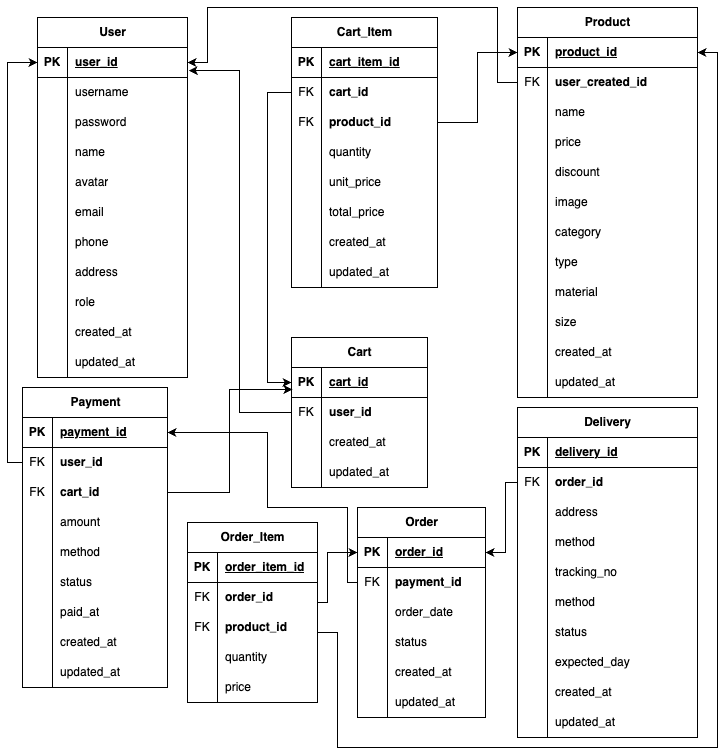 User
PK user_id
username
password
name
avatar
email
phone
address
role
created_at
updated_at
Cart_Item
PK cart_item_id
FK cart_id
FK product_id
quantity
unit_price
total_price
created_at
updated_at
Product
PK product_id
FK user_created_id
name
price
discount
image
category
type
material
size
created_at
updated_at
Cart
PK cart_id
FK user_id
created_at
updated_at
Payment
PK payment_id
FK user_id
FK cart_id
amount
method
status
paid_at
created_at
updated_at
Order_Item
PK order_item_id
FK order_id
FK product_id
quantity
price
Order
PK order_id
FK payment_id
order_date
status
created_at
updated_at
Delivery
PK delivery_id
FK order_id
address
method
tracking_no
method
status
expected_day
created_at
updated_at